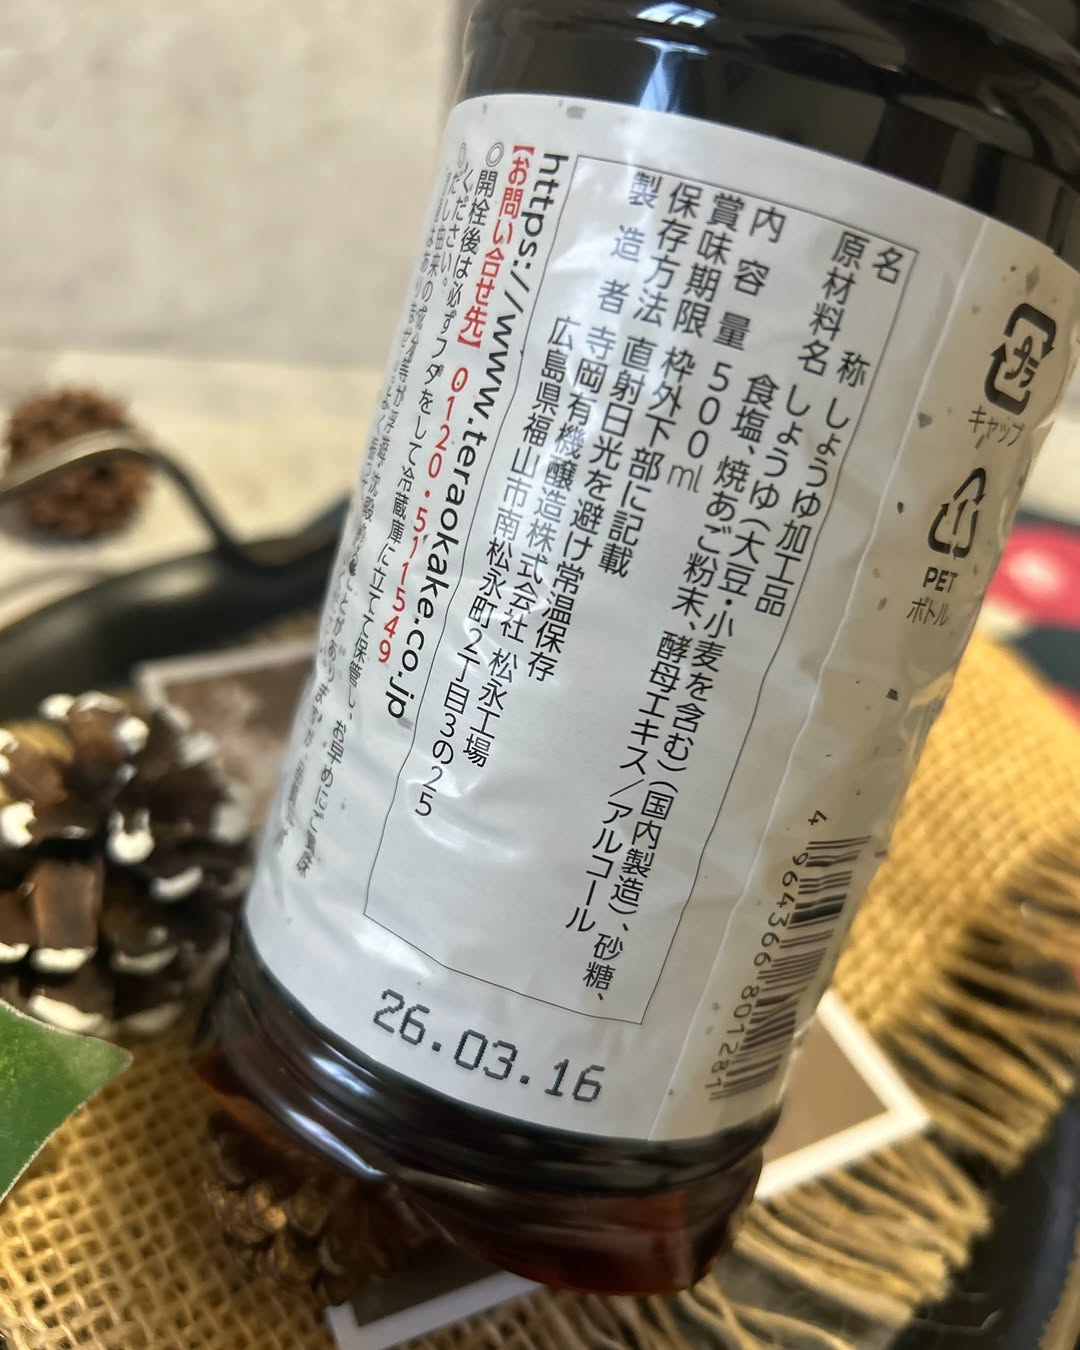 キャップ
PET
ボトル
名称 しょうゆ加工品
原材料名 しょうゆ(大豆・小麦を含む)(国内製造)、砂糖、
食塩、焼あご粉末、酵母エキス/アルコール
内容量 500ml
賞味期限 枠外下部に記載
保存方法 直射日光を避け常温保存
製造者 寺岡有機醸造株式会社 松永工場
広島県福山市南松永町2丁目3の25
https://www.teraokake.co.jp
【お問い合せ先】0120・511549
◎開栓後は必ずフタをして冷蔵庫に立てて保管し、お早めにご賞味
ください。
4 964366 801281
26.03.16